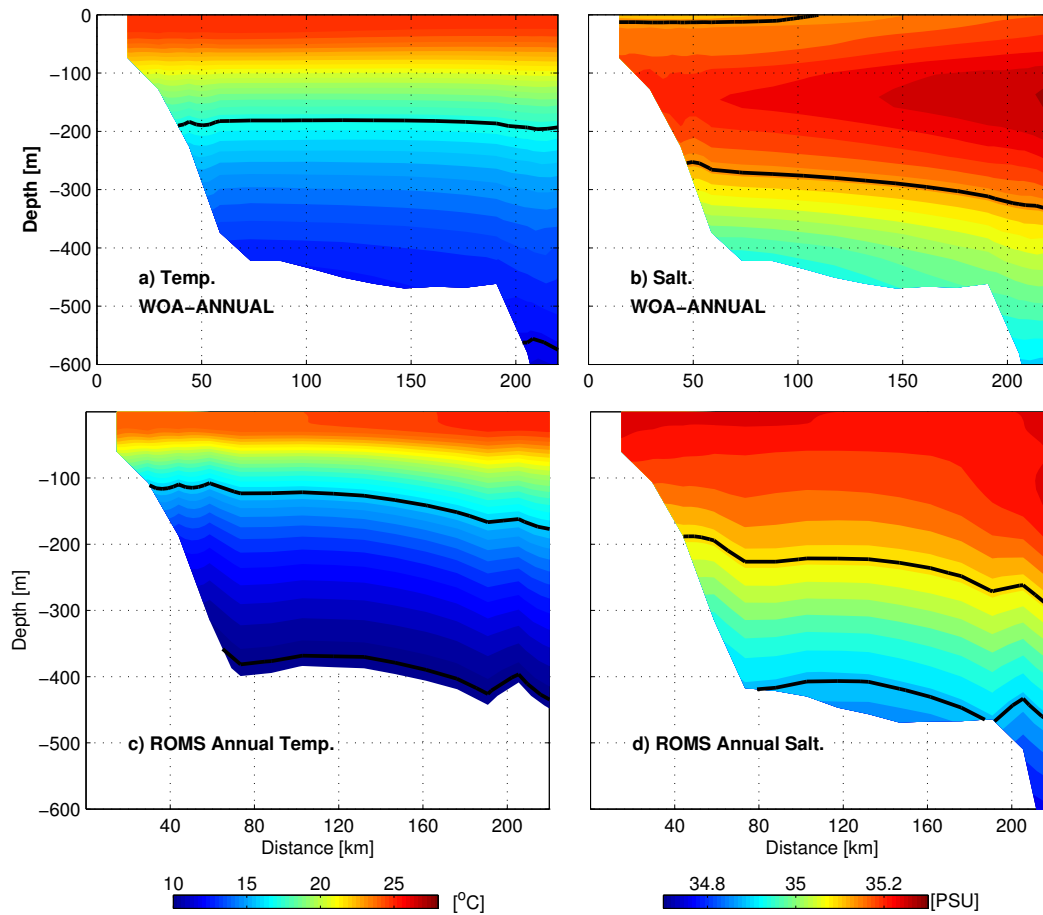 0
−100
−200
−300
−400
−500
−600
Depth [m]
a) Temp.
WOA−ANNUAL
0 50 100 150 200
b) Salt.
WOA−ANNUAL
0 50 100 150 200
−100
−200
−300
−400
−500
−600
Depth [m]
c) ROMS Annual Temp.
40 80 120 160 200
Distance [km]
d) ROMS Annual Salt.
40 80 120 160 200
Distance [km]
10 15 20 25
[°C]
34.8 35 35.2
[PSU]